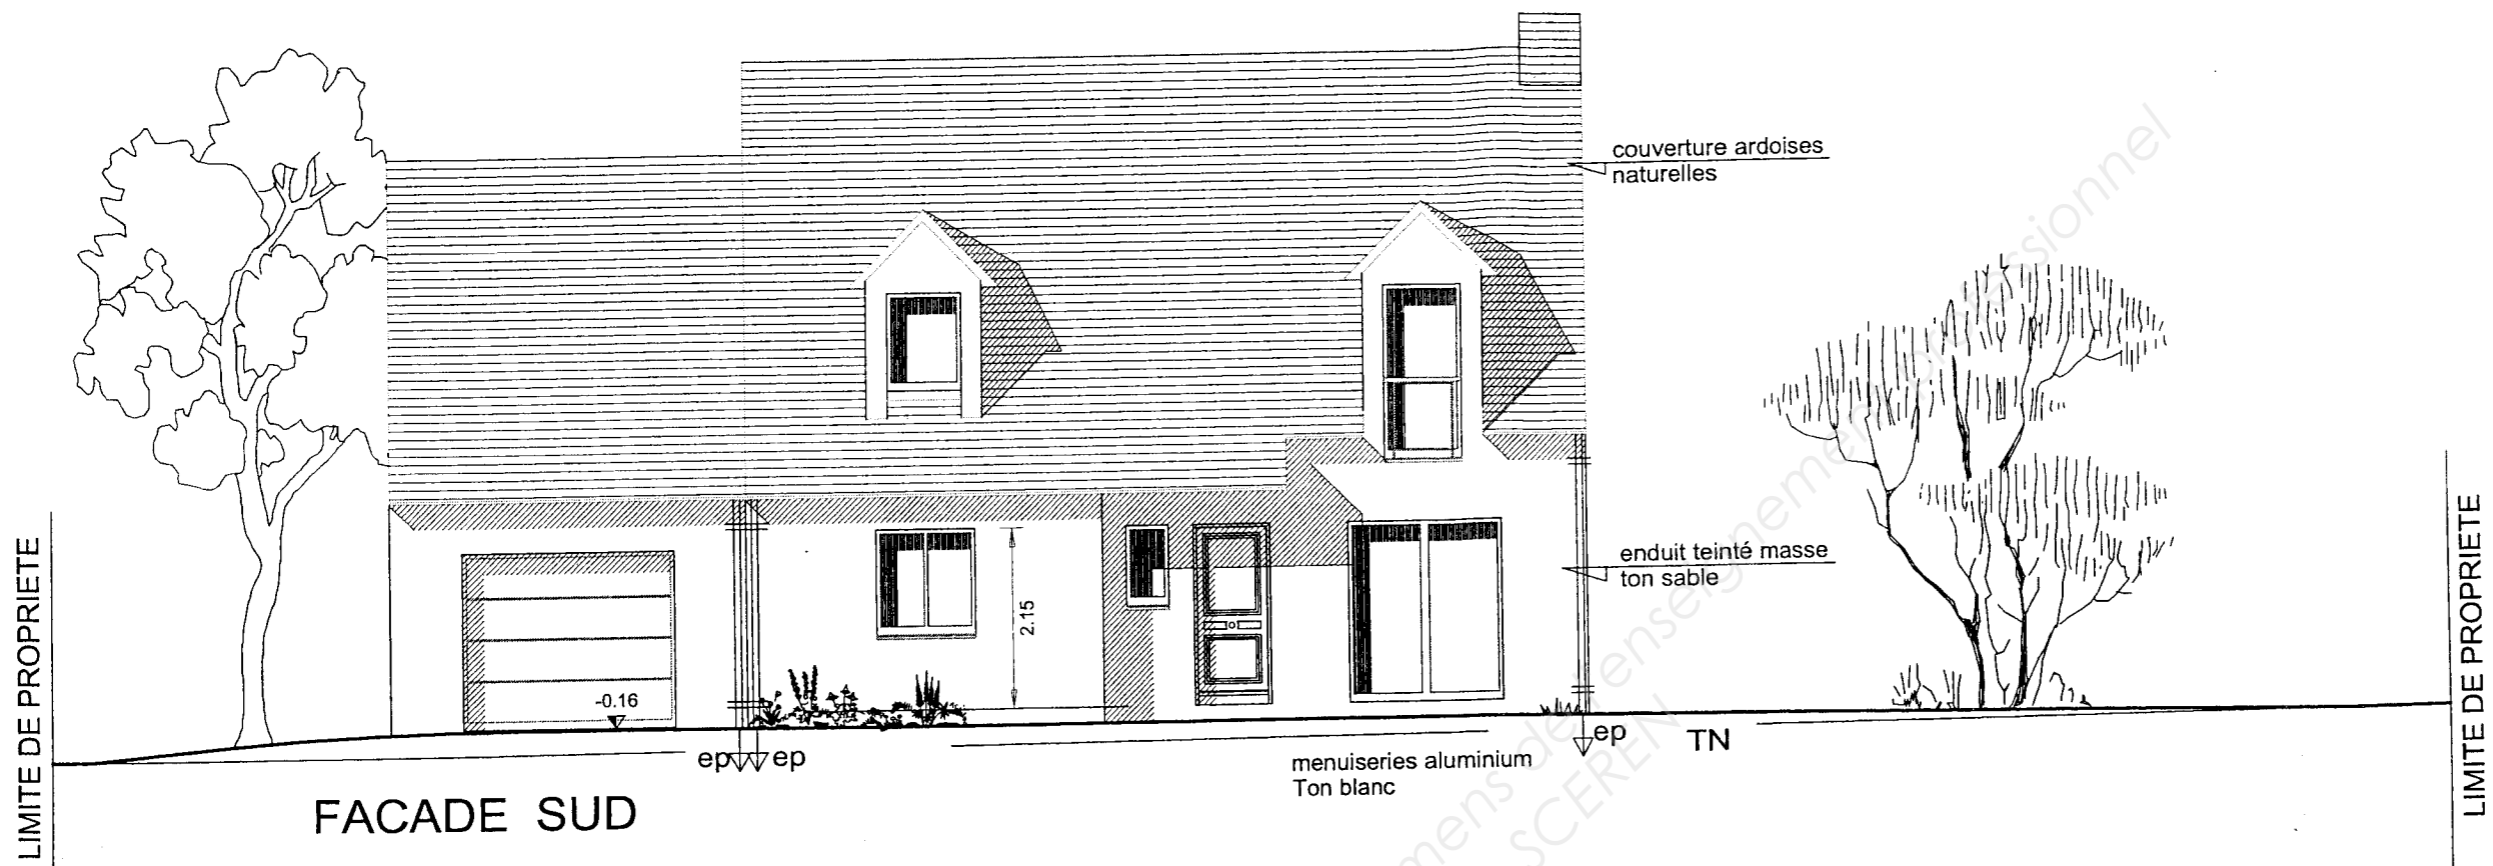 couverture ardoises
naturelles
enduit teinté masse
ton sable
2.15
-0.16
ep
ep
ep
TN
menuiseries aluminium
Ton blanc
FACADE SUD
LIMITE DE PROPRIETE
LIMITE DE PROPRIETE
SCEREN